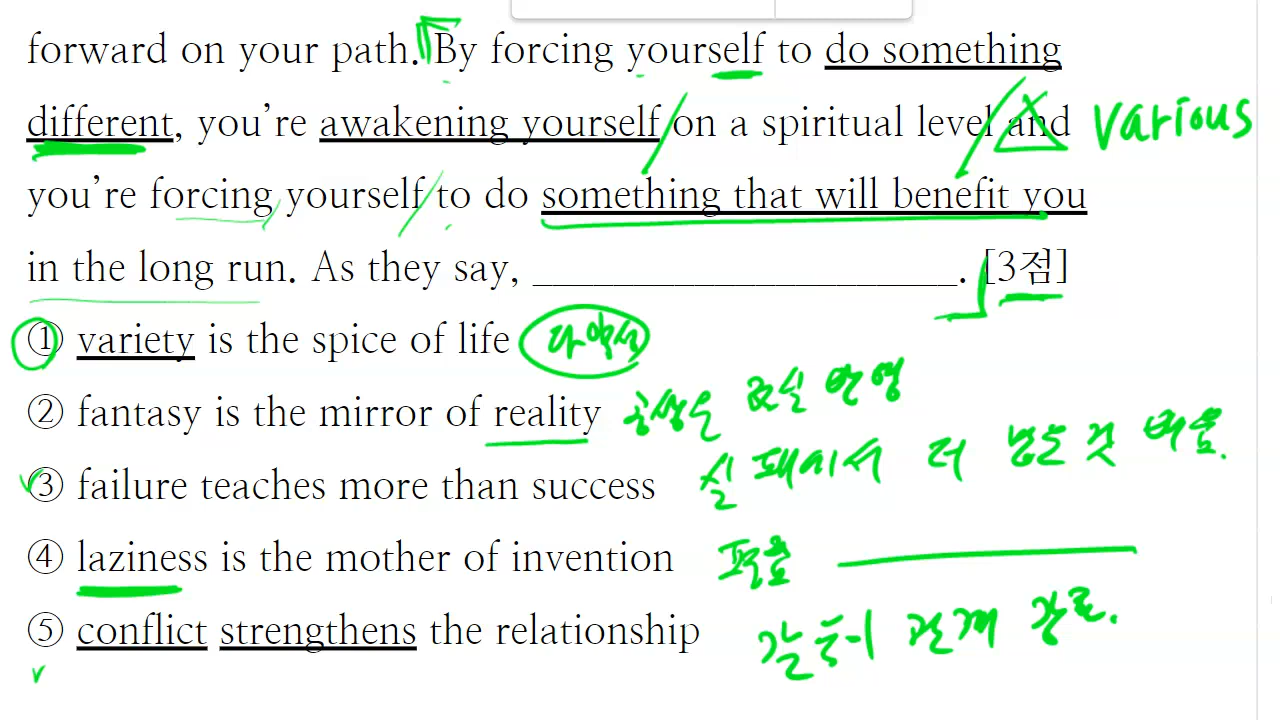 forward on your path. By forcing yourself to do something
different, you're awakening yourself on a spiritual level and various
you're forcing yourself to do something that will benefit you
in the long run. As they say, ____________________. [3점]
① variety is the spice of life 다양성
② fantasy is the mirror of reality 공상은 현실 반영
③ failure teaches more than success 실패에서 더 많은 것 배움.
④ laziness is the mother of invention 필요
⑤ conflict strengthens the relationship 관계